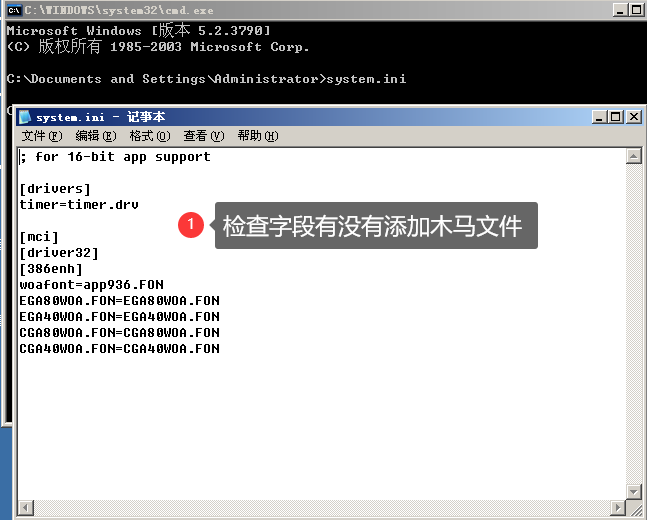 C:\WINDOWS\system32\cmd.exe
Microsoft Windows [版本 5.2.3790]
(C) 版权所有 1985-2003 Microsoft Corp.
C:\Documents and Settings\Administrator>system.ini
C
system.ini - 记事本
文件(F) 编辑(E) 格式(O) 查看(V) 帮助(H)
; for 16-bit app support
[drivers]
timer=timer.drv
1 检查字段有没有添加木马文件
[mci]
[driver32]
[386enh]
woafont=app936.FON
EGA80WOA.FON=EGA80WOA.FON
EGA40WOA.FON=EGA40WOA.FON
CGA80WOA.FON=CGA80WOA.FON
CGA40WOA.FON=CGA40WOA.FON